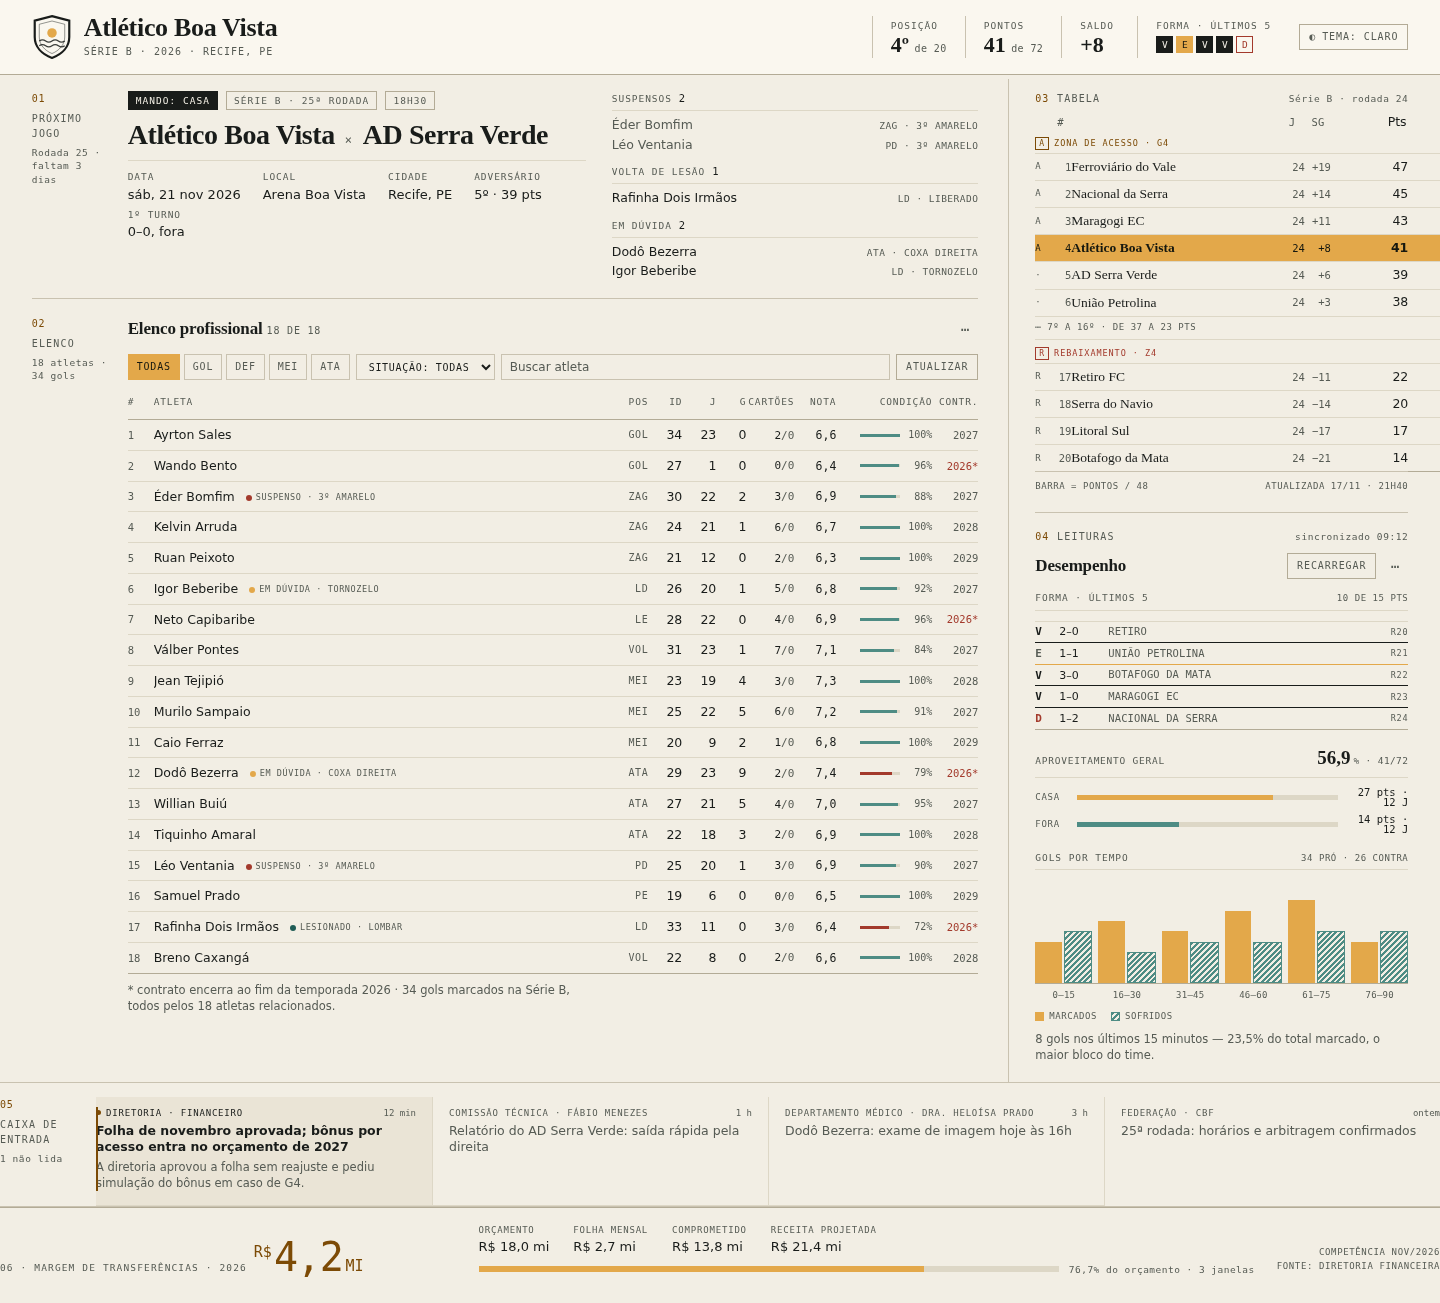 Atlético Boa Vista
SÉRIE B · 2026 · RECIFE, PE
POSIÇÃO
4º de 20
PONTOS
41 de 72
SALDO
+8
FORMA · ÚLTIMOS 5
V E V V D
◐ TEMA: CLARO
01
PRÓXIMO
JOGO
Rodada 25 ·
faltam 3
dias
MANDO: CASA SÉRIE B · 25ª RODADA 18H30
Atlético Boa Vista × AD Serra Verde
DATA
sáb, 21 nov 2026
LOCAL
Arena Boa Vista
CIDADE
Recife, PE
ADVERSÁRIO
5º · 39 pts
1º TURNO
0–0, fora
SUSPENSOS 2
Éder Bomfim ZAG · 3º AMARELO
Léo Ventania PD · 3º AMARELO
VOLTA DE LESÃO 1
Rafinha Dois Irmãos LD · LIBERADO
EM DÚVIDA 2
Dodô Bezerra ATA · COXA DIREITA
Igor Beberibe LD · TORNOZELO
02
ELENCO
18 atletas ·
34 gols
Elenco profissional 18 DE 18 …
TODAS GOL DEF MEI ATA SITUAÇÃO: TODAS Buscar atleta ATUALIZAR
# ATLETA POS ID J G CARTÕES NOTA CONDIÇÃO CONTR.
1 Ayrton Sales GOL 34 23 0 2/0 6,6 100% 2027
2 Wando Bento GOL 27 1 0 0/0 6,4 96% 2026*
3 Éder Bomfim SUSPENSO · 3º AMARELO ZAG 30 22 2 3/0 6,9 88% 2027
4 Kelvin Arruda ZAG 24 21 1 6/0 6,7 100% 2028
5 Ruan Peixoto ZAG 21 12 0 2/0 6,3 100% 2029
6 Igor Beberibe EM DÚVIDA · TORNOZELO LD 26 20 1 5/0 6,8 92% 2027
7 Neto Capibaribe LE 28 22 0 4/0 6,9 96% 2026*
8 Válber Pontes VOL 31 23 1 7/0 7,1 84% 2027
9 Jean Tejipió MEI 23 19 4 3/0 7,3 100% 2028
10 Murilo Sampaio MEI 25 22 5 6/0 7,2 91% 2027
11 Caio Ferraz MEI 20 9 2 1/0 6,8 100% 2029
12 Dodô Bezerra EM DÚVIDA · COXA DIREITA ATA 29 23 9 2/0 7,4 79% 2026*
13 Willian Buiú ATA 27 21 5 4/0 7,0 95% 2027
14 Tiquinho Amaral ATA 22 18 3 2/0 6,9 100% 2028
15 Léo Ventania SUSPENSO · 3º AMARELO PD 25 20 1 3/0 6,9 90% 2027
16 Samuel Prado PE 19 6 0 0/0 6,5 100% 2029
17 Rafinha Dois Irmãos LESIONADO · LOMBAR LD 33 11 0 3/0 6,4 72% 2026*
18 Breno Caxangá VOL 22 8 0 2/0 6,6 100% 2028
* contrato encerra ao fim da temporada 2026 · 34 gols marcados na Série B,
todos pelos 18 atletas relacionados.
03 TABELA Série B · rodada 24
# J SG Pts
A ZONA DE ACESSO · G4
A 1 Ferroviário do Vale 24 +19 47
A 2 Nacional da Serra 24 +14 45
A 3 Maragogi EC 24 +11 43
A 4 Atlético Boa Vista 24 +8 41
· 5 AD Serra Verde 24 +6 39
· 6 União Petrolina 24 +3 38
⋯ 7º A 16º · DE 37 A 23 PTS
R REBAIXAMENTO · Z4
R 17 Retiro FC 24 −11 22
R 18 Serra do Navio 24 −14 20
R 19 Litoral Sul 24 −17 17
R 20 Botafogo da Mata 24 −21 14
BARRA = PONTOS / 48 ATUALIZADA 17/11 · 21H40
04 LEITURAS sincronizado 09:12
Desempenho RECARREGAR …
FORMA · ÚLTIMOS 5 10 DE 15 PTS
V 2–0 RETIRO R20
E 1–1 UNIÃO PETROLINA R21
V 3–0 BOTAFOGO DA MATA R22
V 1–0 MARAGOGI EC R23
D 1–2 NACIONAL DA SERRA R24
APROVEITAMENTO GERAL 56,9 % · 41/72
CASA 27 pts ·
12 J
FORA 14 pts ·
12 J
GOLS POR TEMPO 34 PRÓ · 26 CONTRA
0–15 16–30 31–45 46–60 61–75 76–90
MARCADOS SOFRIDOS
8 gols nos últimos 15 minutos — 23,5% do total marcado, o
maior bloco do time.
05
CAIXA DE
ENTRADA
1 não lida
DIRETORIA · FINANCEIRO 12 min
Folha de novembro aprovada; bônus por
acesso entra no orçamento de 2027
A diretoria aprovou a folha sem reajuste e pediu
simulação do bônus em caso de G4.
COMISSÃO TÉCNICA · FÁBIO MENEZES 1 h
Relatório do AD Serra Verde: saída rápida pela
direita
DEPARTAMENTO MÉDICO · DRA. HELOÍSA PRADO 3 h
Dodô Bezerra: exame de imagem hoje às 16h
FEDERAÇÃO · CBF ontem
25ª rodada: horários e arbitragem confirmados
06 · MARGEM DE TRANSFERÊNCIAS · 2026 R$ 4,2 MI
ORÇAMENTO
R$ 18,0 mi
FOLHA MENSAL
R$ 2,7 mi
COMPROMETIDO
R$ 13,8 mi
RECEITA PROJETADA
R$ 21,4 mi
76,7% do orçamento · 3 janelas
COMPETÊNCIA NOV/2026
FONTE: DIRETORIA FINANCEIRA